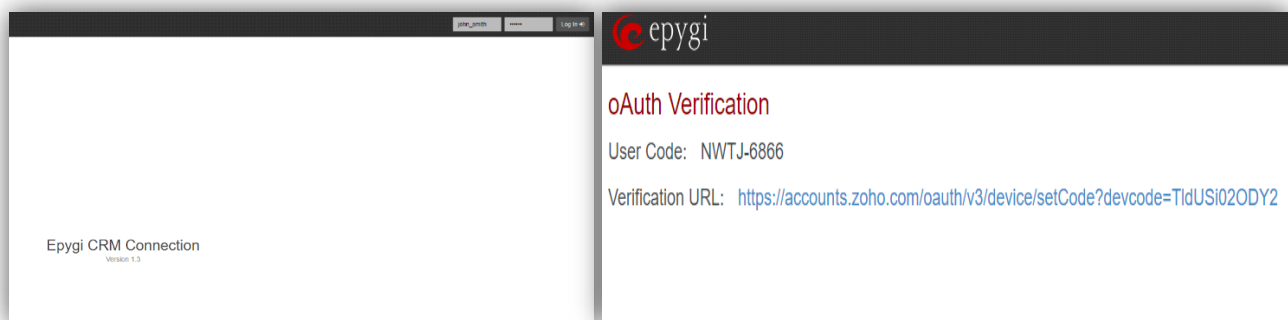 john_smith •••••• Log In
Epygi CRM Connection
Version 1.3
epygi
oAuth Verification
User Code: NWTJ-6866
Verification URL: https://accounts.zoho.com/oauth/v3/device/setCode?devcode=TldUSi02ODY2